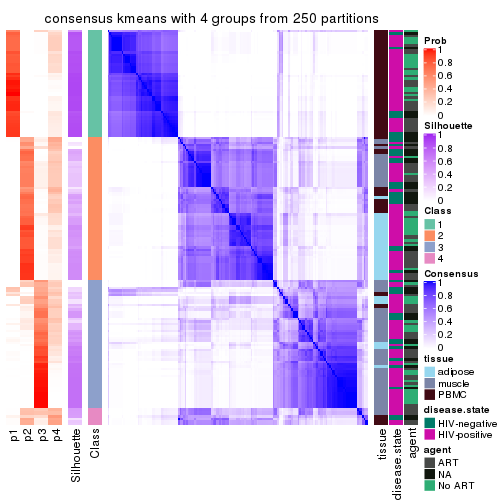 consensus kmeans with 4 groups from 250 partitions
Prob
1
0.8
0.6
0.4
0.2
0
Silhouette
1
0.8
0.6
0.4
0.2
0
Class
1
2
3
4
Consensus
1
0.8
0.6
0.4
0.2
0
tissue
adipose
muscle
PBMC
disease.state
HIV-negative
HIV-positive
agent
ART
NA
No ART
p1
p2
p3
p4
Silhouette
Class
tissue
disease.state
agent